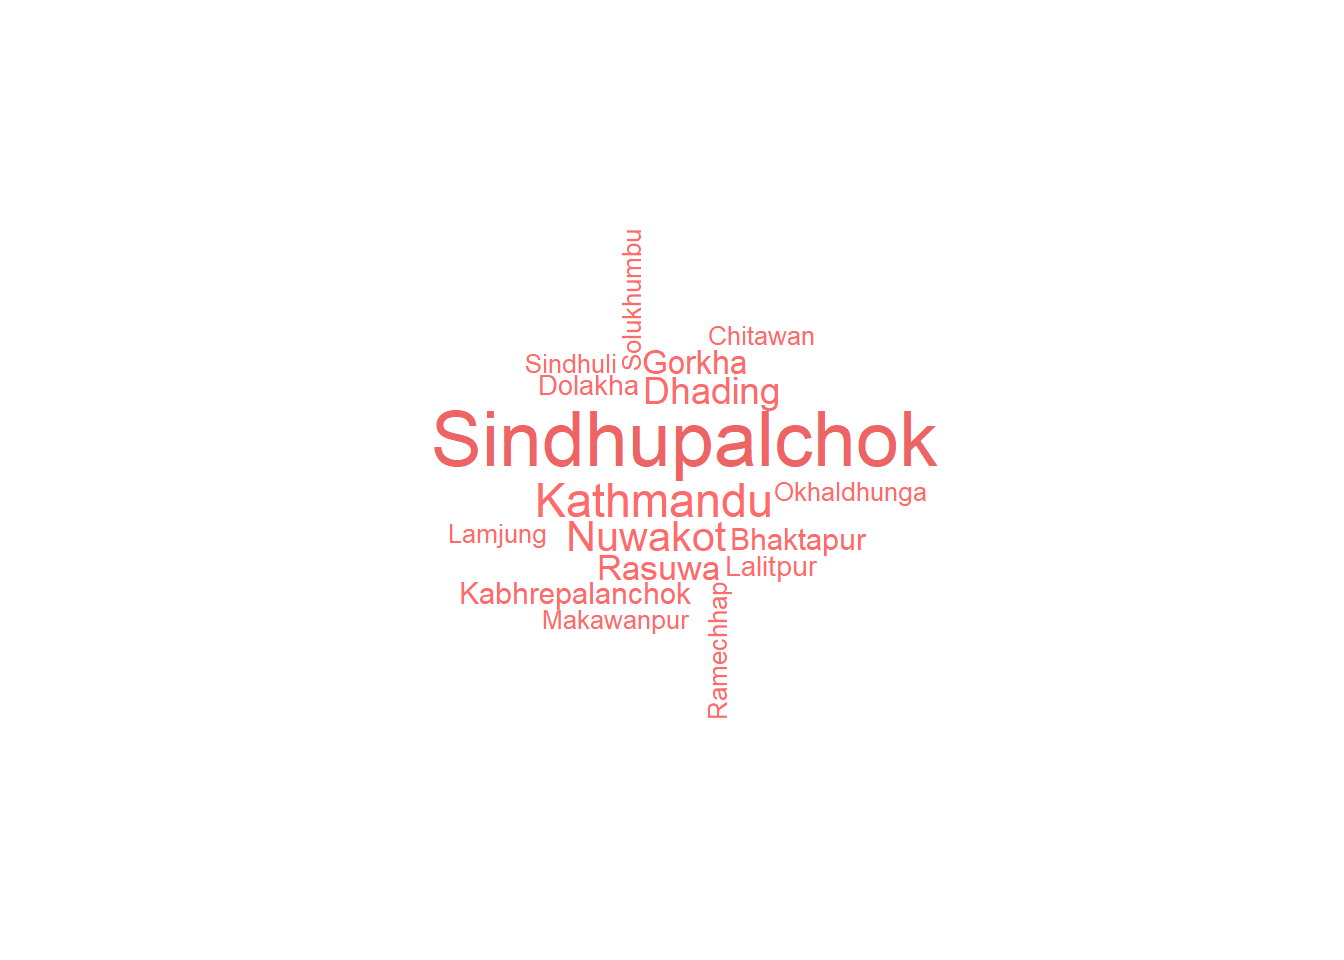 Solukhumbu
Chitawan
Sindhuli
Gorkha
Dolakha
Dhading
Sindhupalchok
Kathmandu
Okhaldhunga
Lamjung
Nuwakot
Bhaktapur
Rasuwa
Lalitpur
Kabhrepalanchok
Makawanpur
Ramechhap